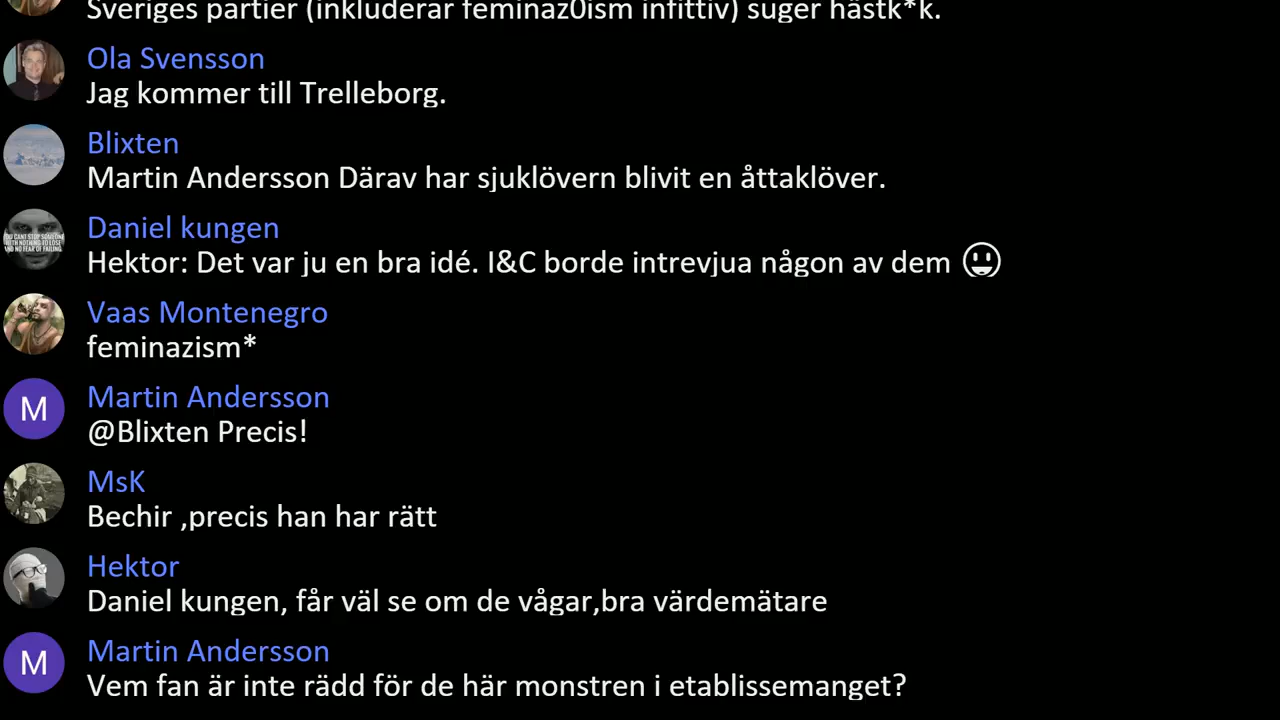 Sveriges partier (inkluderar feminaz0ism infittiv) suger hästk*k.
Ola Svensson
Jag kommer till Trelleborg.
Blixten
Martin Andersson Därav har sjuklövern blivit en åttaklöver.
Daniel kungen
Hektor: Det var ju en bra idé. I&C borde intrevjua någon av dem 😃
Vaas Montenegro
feminazism*
M
Martin Andersson
@Blixten Precis!
MsK
Bechir ,precis han har rätt
Hektor
Daniel kungen, får väl se om de vågar,bra värdemätare
M
Martin Andersson
Vem fan är inte rädd för de här monstren i etablissemanget?